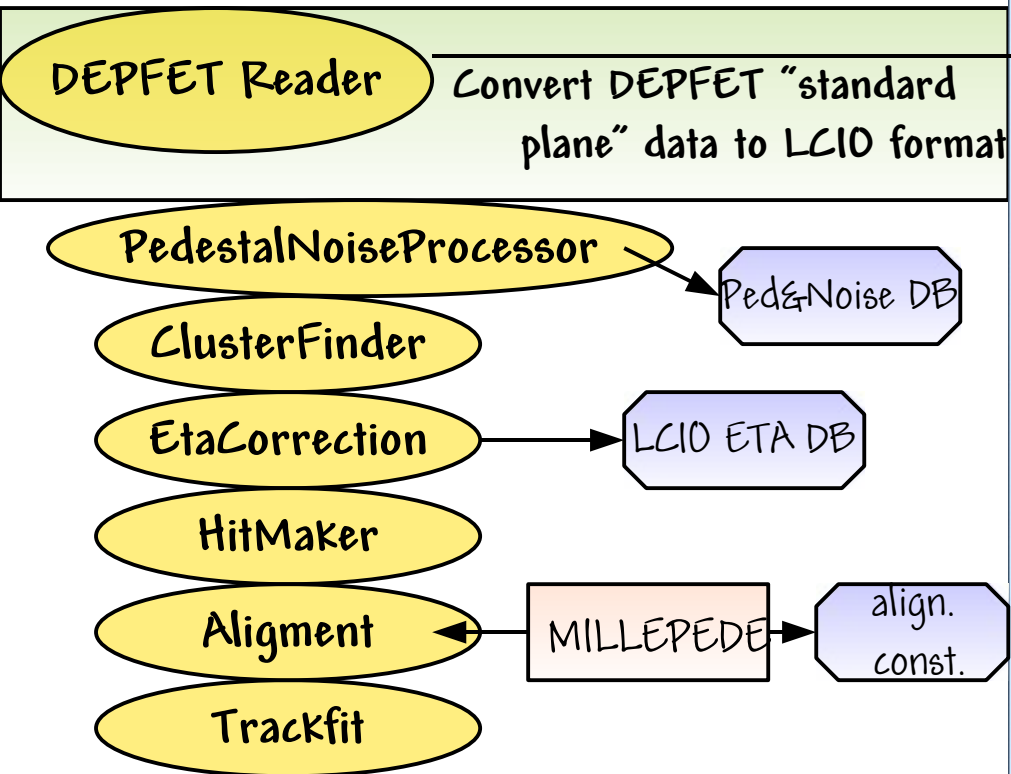 DEPFET Reader
Convert DEPFET “standard
plane” data to LCIO format
PedestalNoiseProcessor
Ped&Noise DB
ClusterFinder
EtaCorrection
LCIO ETA DB
HitMaker
Aligment
MILLEPEDE
align.
const.
Trackfit